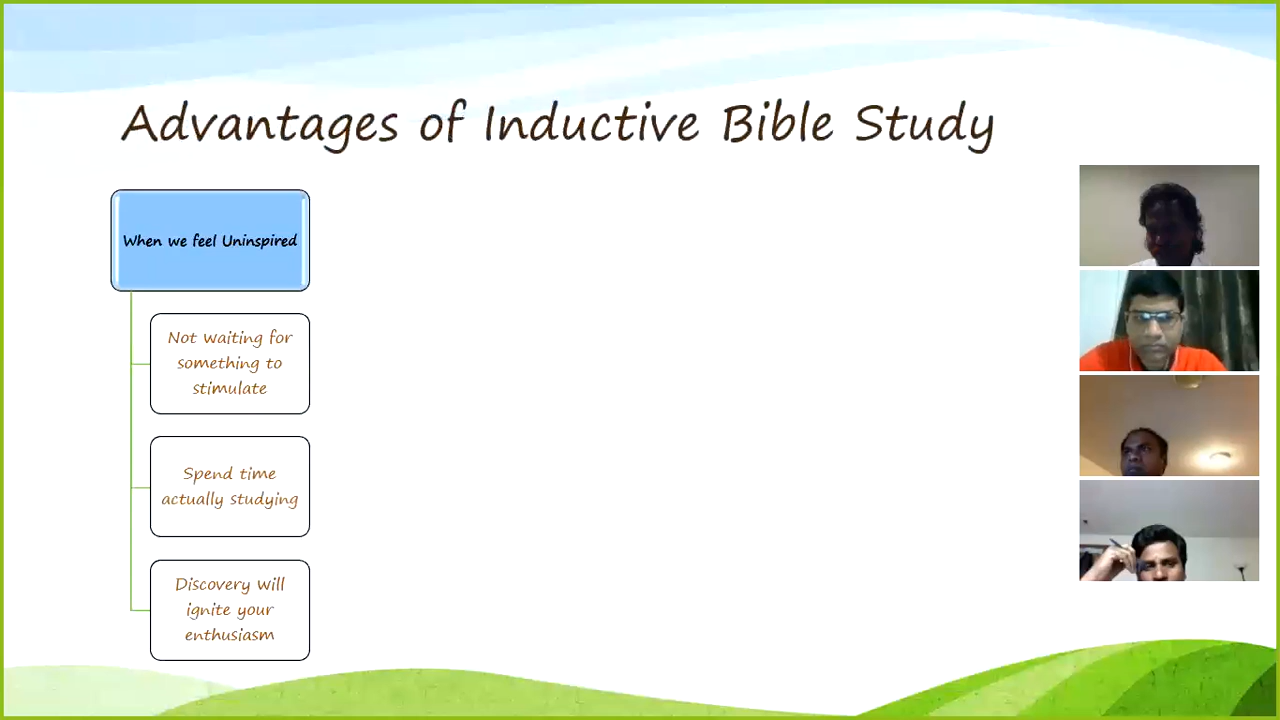 Advantages of Inductive Bible Study
When we feel Uninspired
Not waiting for
something to
stimulate
Spend time
actually studying
Discovery will
ignite your
enthusiasm